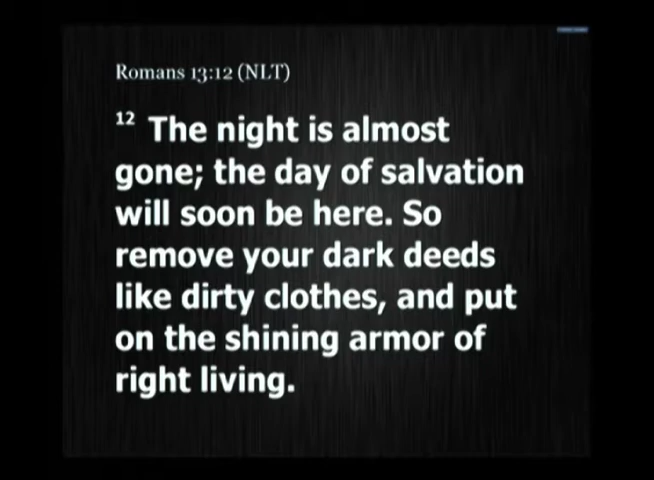 Romans 13:12 (NLT)
12 The night is almost
gone; the day of salvation
will soon be here. So
remove your dark deeds
like dirty clothes, and put
on the shining armor of
right living.